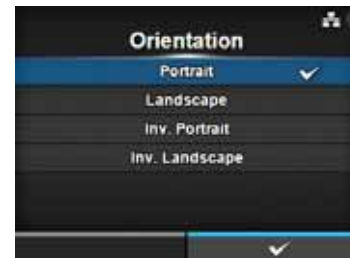 Orientation
Portrait
Landscape
Inv. Portrait
Inv. Landscape